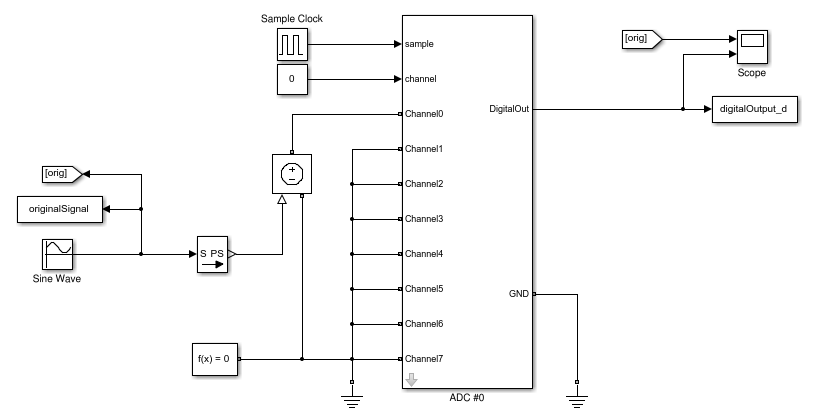 Sample Clock
sample
0
channel
Channel0
Channel1
Channel2
Channel3
Channel4
Channel5
Channel6
Channel7
DigitalOut
GND
ADC #0
[orig]
Scope
digitalOutput_d
[orig]
originalSignal
Sine Wave
S PS
+
−
f(x) = 0